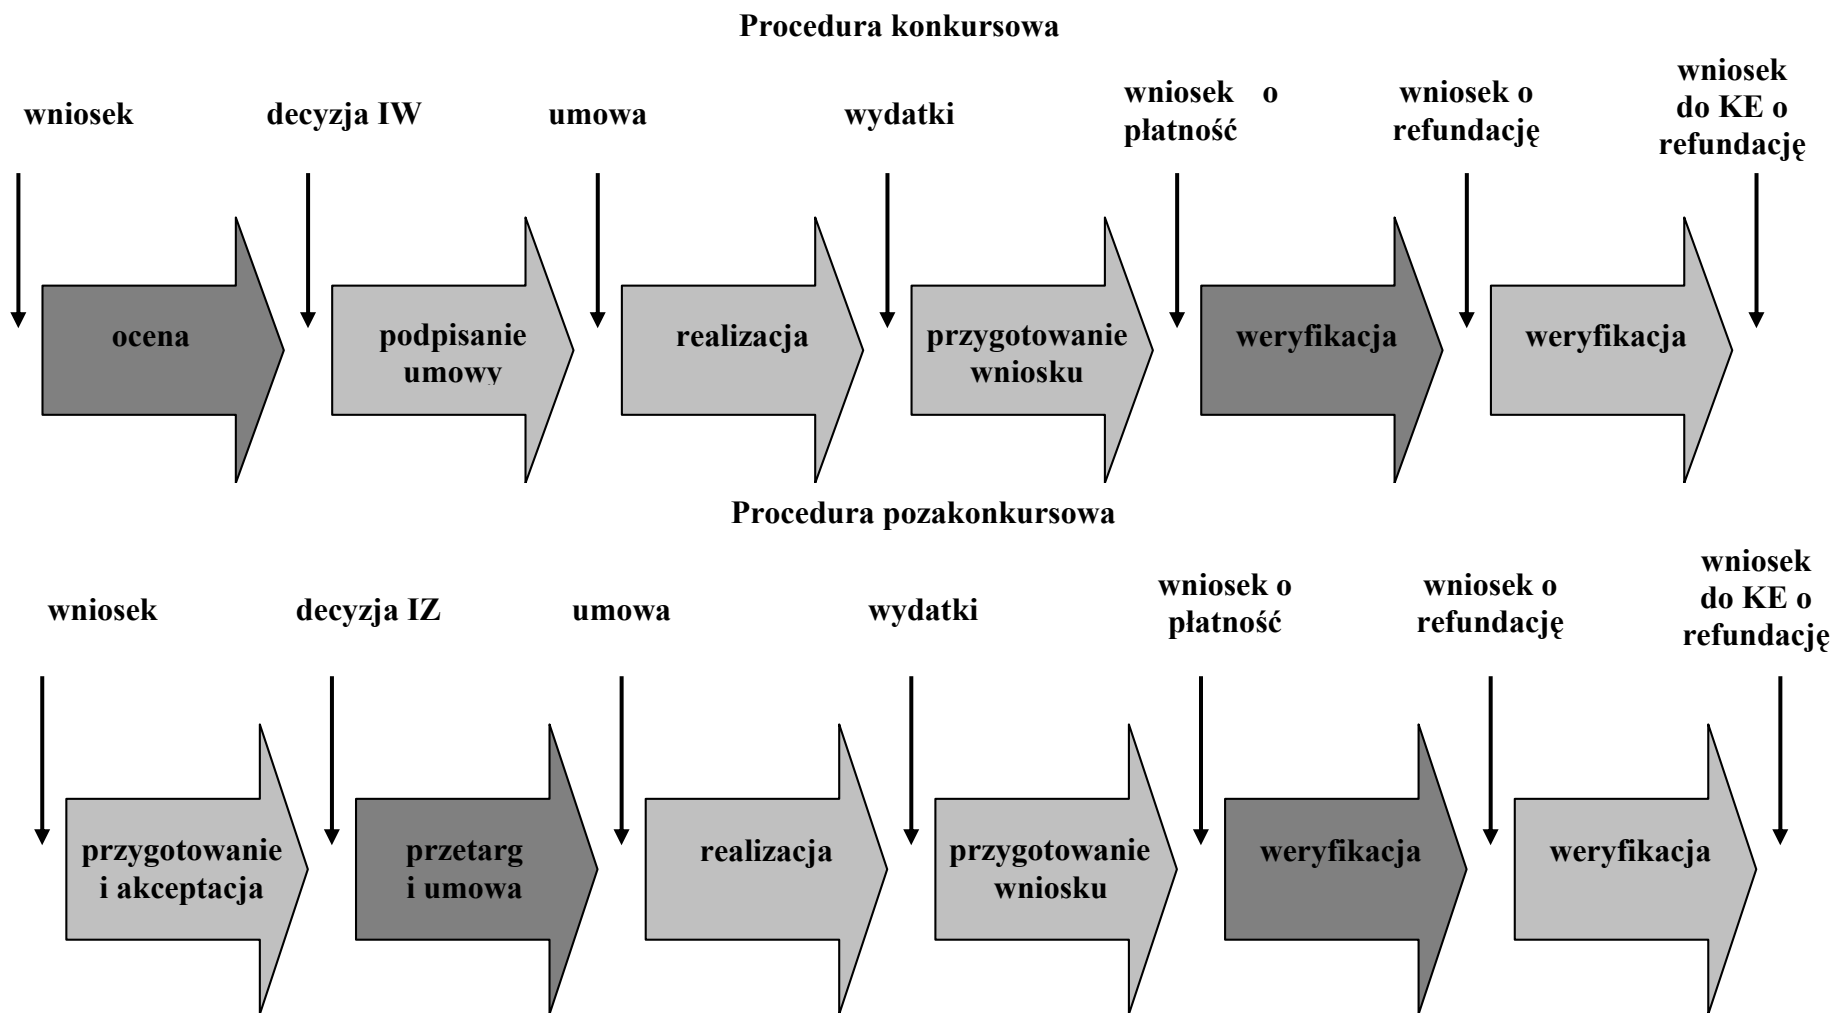 Procedura konkursowa
wniosek
decyzja IW
umowa
wydatki
wniosek o
płatność
wniosek o
refundację
wniosek
do KE o
refundację
ocena
podpisanie
umowy
realizacja
przygotowanie
wniosku
weryfikacja
weryfikacja
Procedura pozakonkursowa
wniosek
decyzja IZ
umowa
wydatki
wniosek o
płatność
wniosek o
refundację
wniosek
do KE o
refundację
przygotowanie
i akceptacja
przetarg
i umowa
realizacja
przygotowanie
wniosku
weryfikacja
weryfikacja